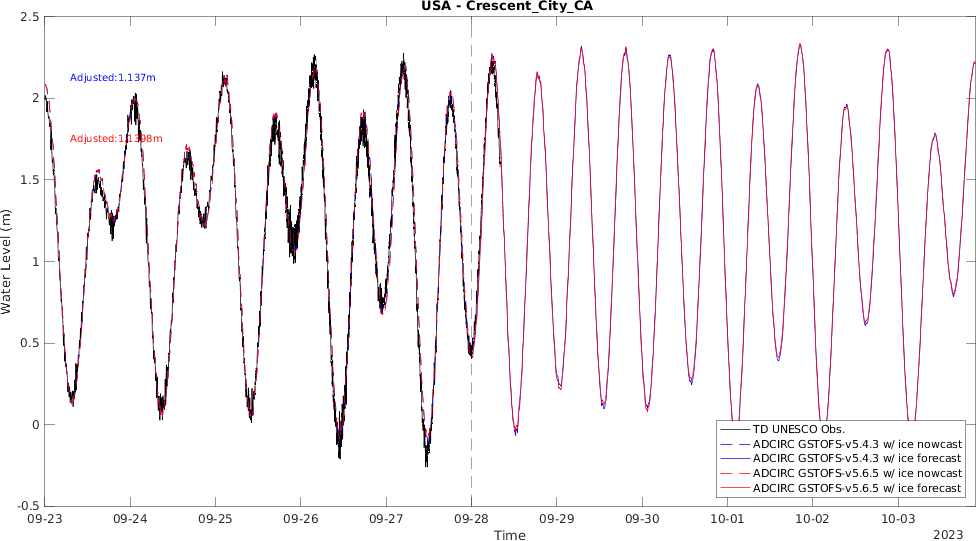 USA - Crescent_City_CA
2.5
2
1.5
1
0.5
0
-0.5
Water Level (m)
Adjusted:1.137m
Adjusted:1.1398m
TD UNESCO Obs.
ADCIRC GSTOFS-v5.4.3 w/ ice nowcast
ADCIRC GSTOFS-v5.4.3 w/ ice forecast
ADCIRC GSTOFS-v5.6.5 w/ ice nowcast
ADCIRC GSTOFS-v5.6.5 w/ ice forecast
09-23 09-24 09-25 09-26 09-27 09-28 09-29 09-30 10-01 10-02 10-03
Time
2023